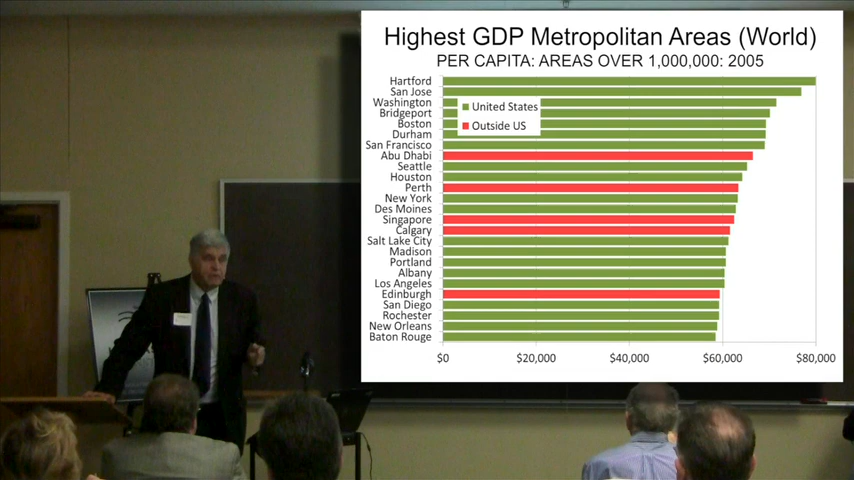 Highest GDP Metropolitan Areas (World)
PER CAPITA: AREAS OVER 1,000,000: 2005
Hartford
San Jose
Washington
Bridgeport
Boston
Durham
San Francisco
Abu Dhabi
Seattle
Houston
Perth
New York
Des Moines
Singapore
Calgary
Salt Lake City
Madison
Portland
Albany
Los Angeles
Edinburgh
San Diego
Rochester
New Orleans
Baton Rouge
United States
Outside US
$0
$20,000
$40,000
$60,000
$80,000